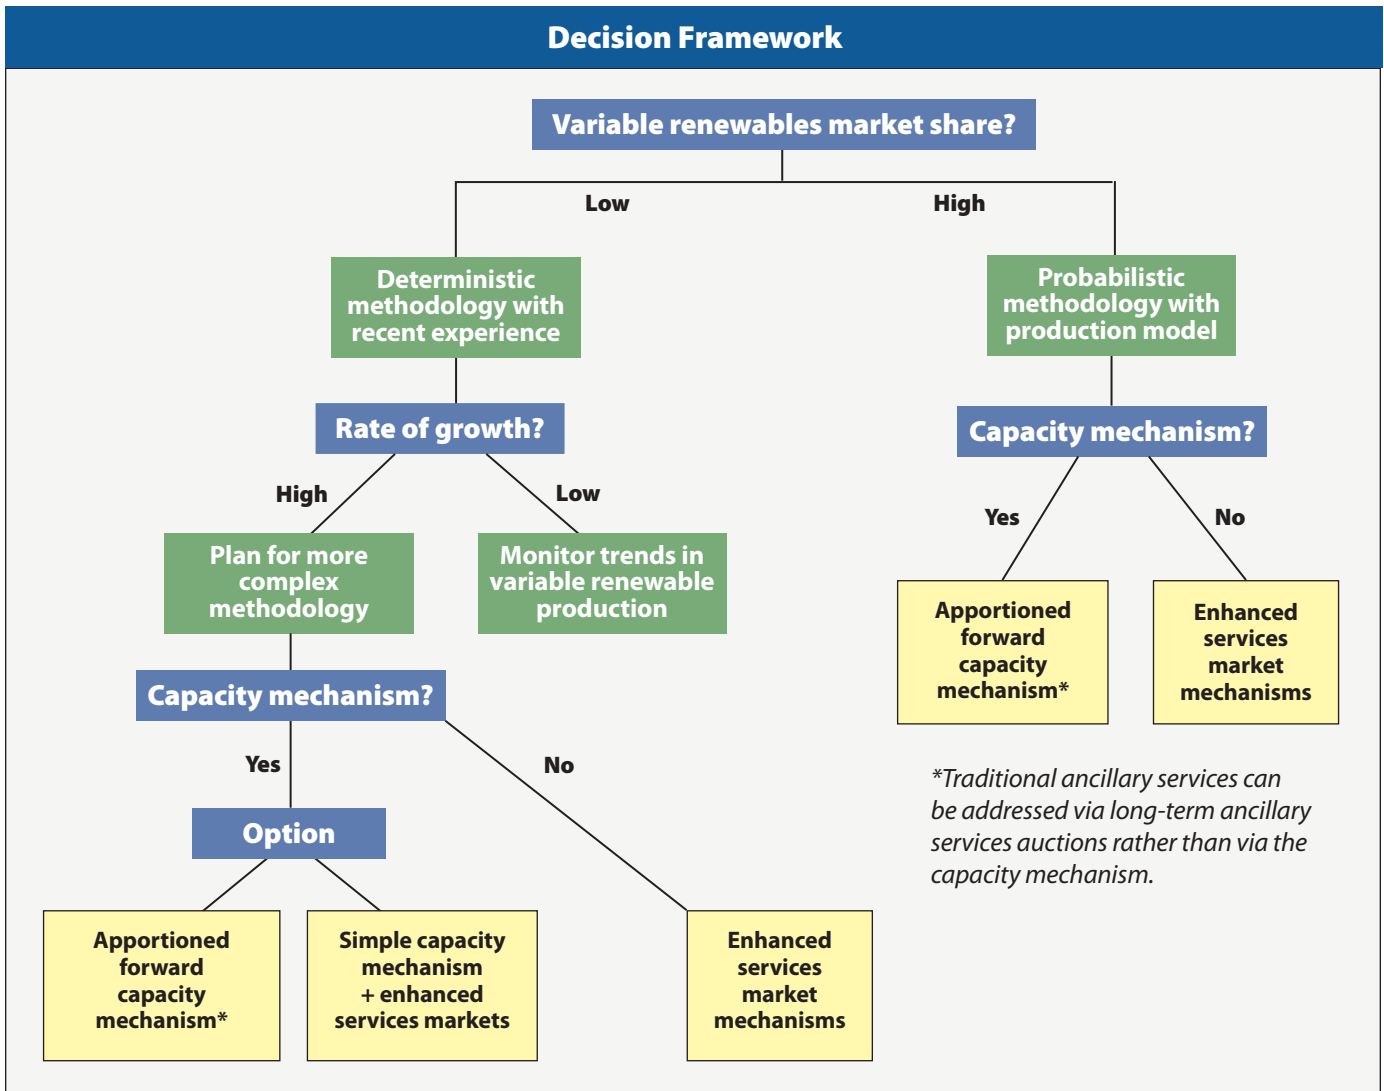 Decision Framework
Variable renewables market share?
Low
High
Deterministic
methodology with
recent experience
Probabilistic
methodology with
production model
Rate of growth?
Capacity mechanism?
High
Low
Yes
No
Plan for more
complex
methodology
Monitor trends in
variable renewable
production
Apportioned
forward
capacity
mechanism*
Enhanced
services
market
mechanisms
Capacity mechanism?
Yes
No
*Traditional ancillary services can
be addressed via long-term ancillary
services auctions rather than via the
capacity mechanism.
Option
Apportioned
forward
capacity
mechanism*
Simple capacity
mechanism
+ enhanced
services markets
Enhanced
services
market
mechanisms